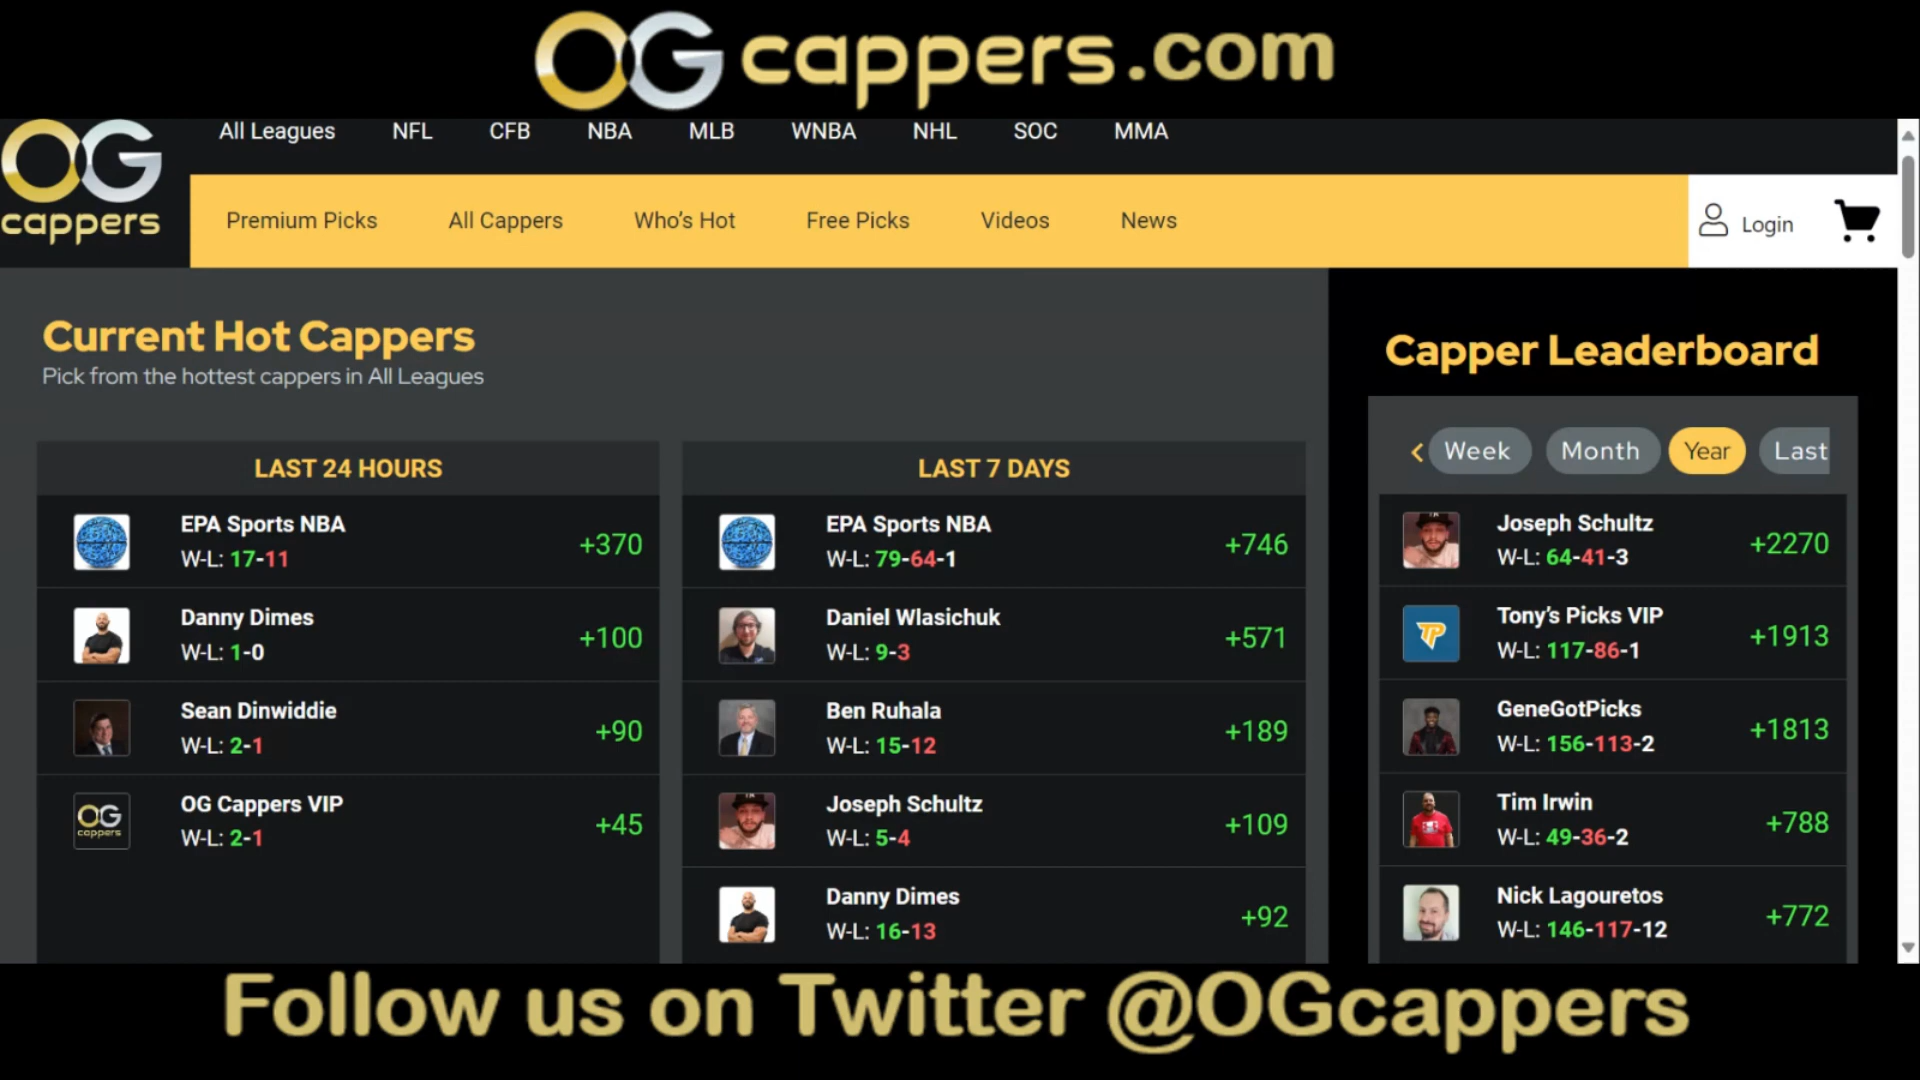 OG cappers.com
OG
cappers
All Leagues NFL CFB NBA MLB WNBA NHL SOC MMA
Premium Picks All Cappers Who's Hot Free Picks Videos News
Login
Current Hot Cappers
Pick from the hottest cappers in All Leagues
LAST 24 HOURS
EPA Sports NBA
W-L: 17-11
+370
Danny Dimes
W-L: 1-0
+100
Sean Dinwiddie
W-L: 2-1
+90
OG
cappers
OG Cappers VIP
W-L: 2-1
+45
LAST 7 DAYS
EPA Sports NBA
W-L: 79-64-1
+746
Daniel Wlasichuk
W-L: 9-3
+571
Ben Ruhala
W-L: 15-12
+189
Joseph Schultz
W-L: 5-4
+109
Danny Dimes
W-L: 16-13
+92
Capper Leaderboard
Week Month Year Last
Joseph Schultz
W-L: 64-41-3
+2270
TP
Tony's Picks VIP
W-L: 117-86-1
+1913
GeneGotPicks
W-L: 156-113-2
+1813
Tim Irwin
W-L: 49-36-2
+788
Nick Lagouretos
W-L: 146-117-12
+772
Follow us on Twitter @OGcappers